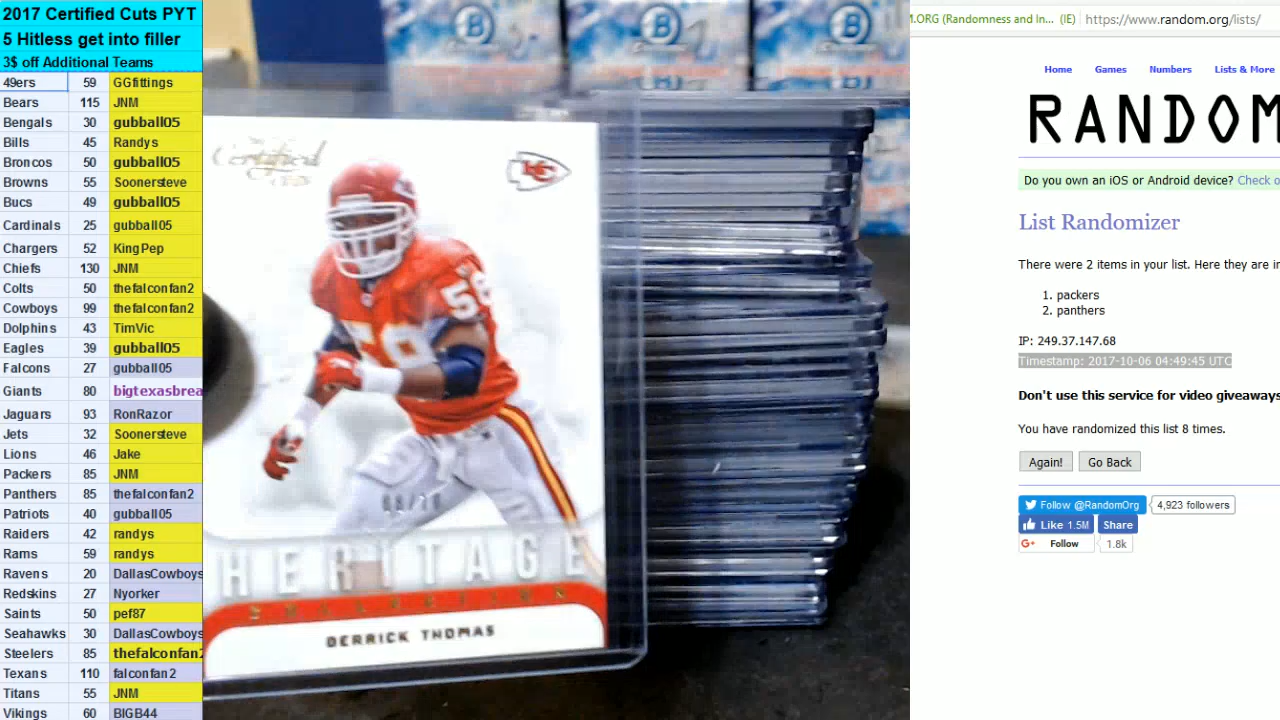 2017 Certified Cuts PYT
5 Hitless get into filler
3$ off Additional Teams
49ers 59 GGfittings
Bears 115 JNM
Bengals 30 gubball05
Bills 45 Randys
Broncos 50 gubball05
Browns 55 Soonersteve
Bucs 49 gubball05
Cardinals 25 gubball05
Chargers 52 KingPep
Chiefs 130 JNM
Colts 50 thefalconfan2
Cowboys 99 thefalconfan2
Dolphins 43 TimVic
Eagles 39 gubball05
Falcons 27 gubball05
Giants 80 bigtexasbrea
Jaguars 93 RonRazor
Jets 32 Soonersteve
Lions 46 Jake
Packers 85 JNM
Panthers 85 thefalconfan2
Patriots 40 gubball05
Raiders 42 randys
Rams 59 randys
Ravens 20 DallasCowboys
Redskins 27 Nyorker
Saints 50 pef87
Seahawks 30 DallasCowboys
Steelers 85 thefalconfan2
Texans 110 falconfan2
Titans 55 JNM
Vikings 60 BIGB44
B
B
B
Certified
Cuts
KC
58
58
HERITAGE
COLLECTION
DERRICK THOMAS
M.ORG (Randomness and In... (IE) https://www.random.org/lists/
Home Games Numbers Lists & More
RANDOM
Do you own an iOS or Android device? Check o
List Randomizer
There were 2 items in your list. Here they are i
1. packers
2. panthers
IP: 249.37.147.68
Timestamp: 2017-10-06 04:49:45 UTC
Don't use this service for video giveaways
You have randomized this list 8 times.
Again! Go Back
Follow @RandomOrg 4,923 followers
Like 1.5M Share
G+ Follow 1.8k